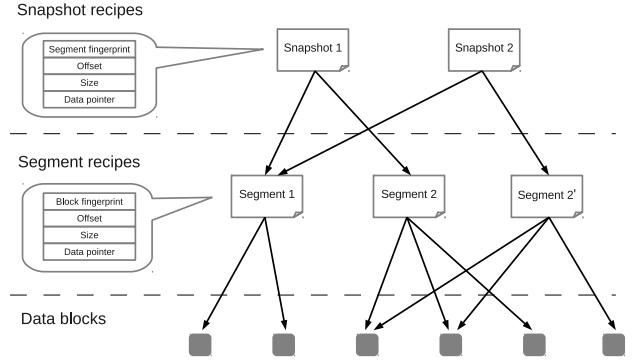 Snapshot recipes
Segment fingerprint
Offset
Size
Data pointer
Snapshot 1
Snapshot 2
Segment recipes
Block fingerprint
Offset
Size
Data pointer
Segment 1
Segment 2
Segment 2'
Data blocks